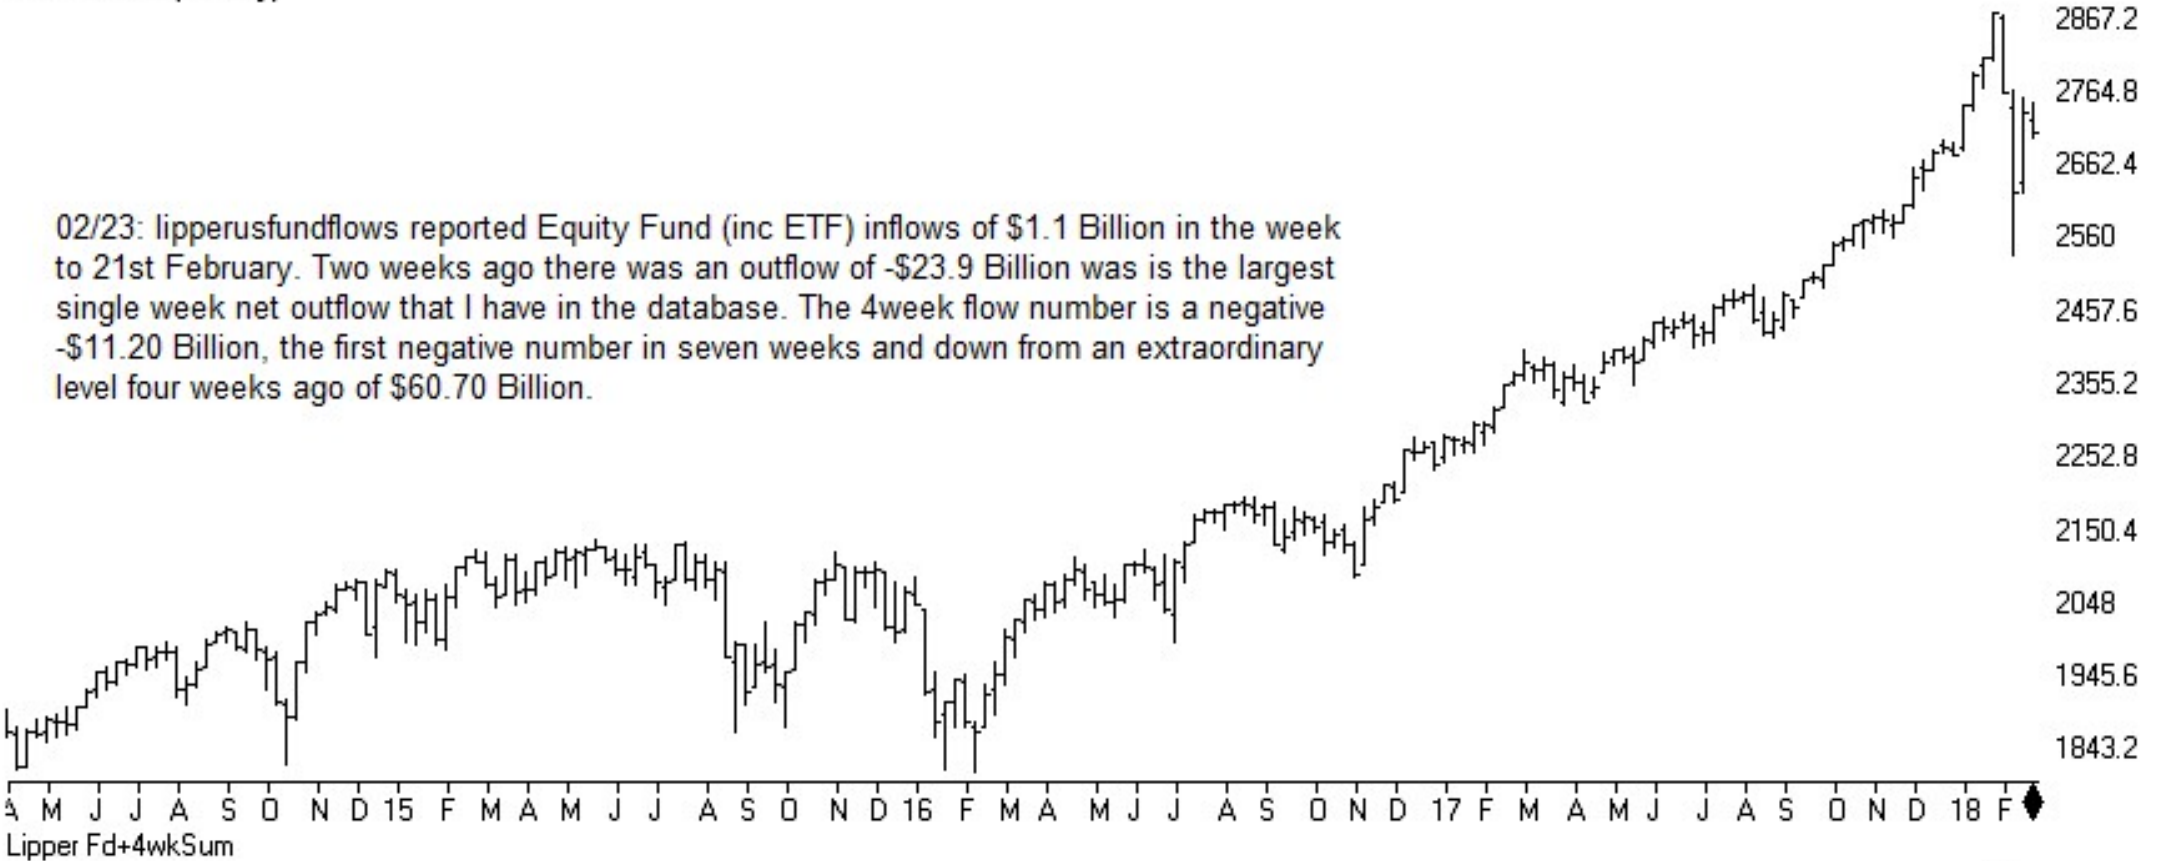 2867.2
2764.8
2662.4
02/23: lipperusfundflows reported Equity Fund (inc ETF) inflows of $1.1 Billion in the week
to 21st February. Two weeks ago there was an outflow of -$23.9 Billion was is the largest
single week net outflow that I have in the database. The 4week flow number is a negative
-$11.20 Billion, the first negative number in seven weeks and down from an extraordinary
level four weeks ago of $60.70 Billion.
2560
2457.6
2355.2
2252.8
2150.4
2048
1945.6
1843.2
A M J J A S O N D 15 F M A M J J A S O N D 16 F M A M J J A S O N D 17 F M A M J J A S O N D 18 F
Lipper Fd+4wkSum